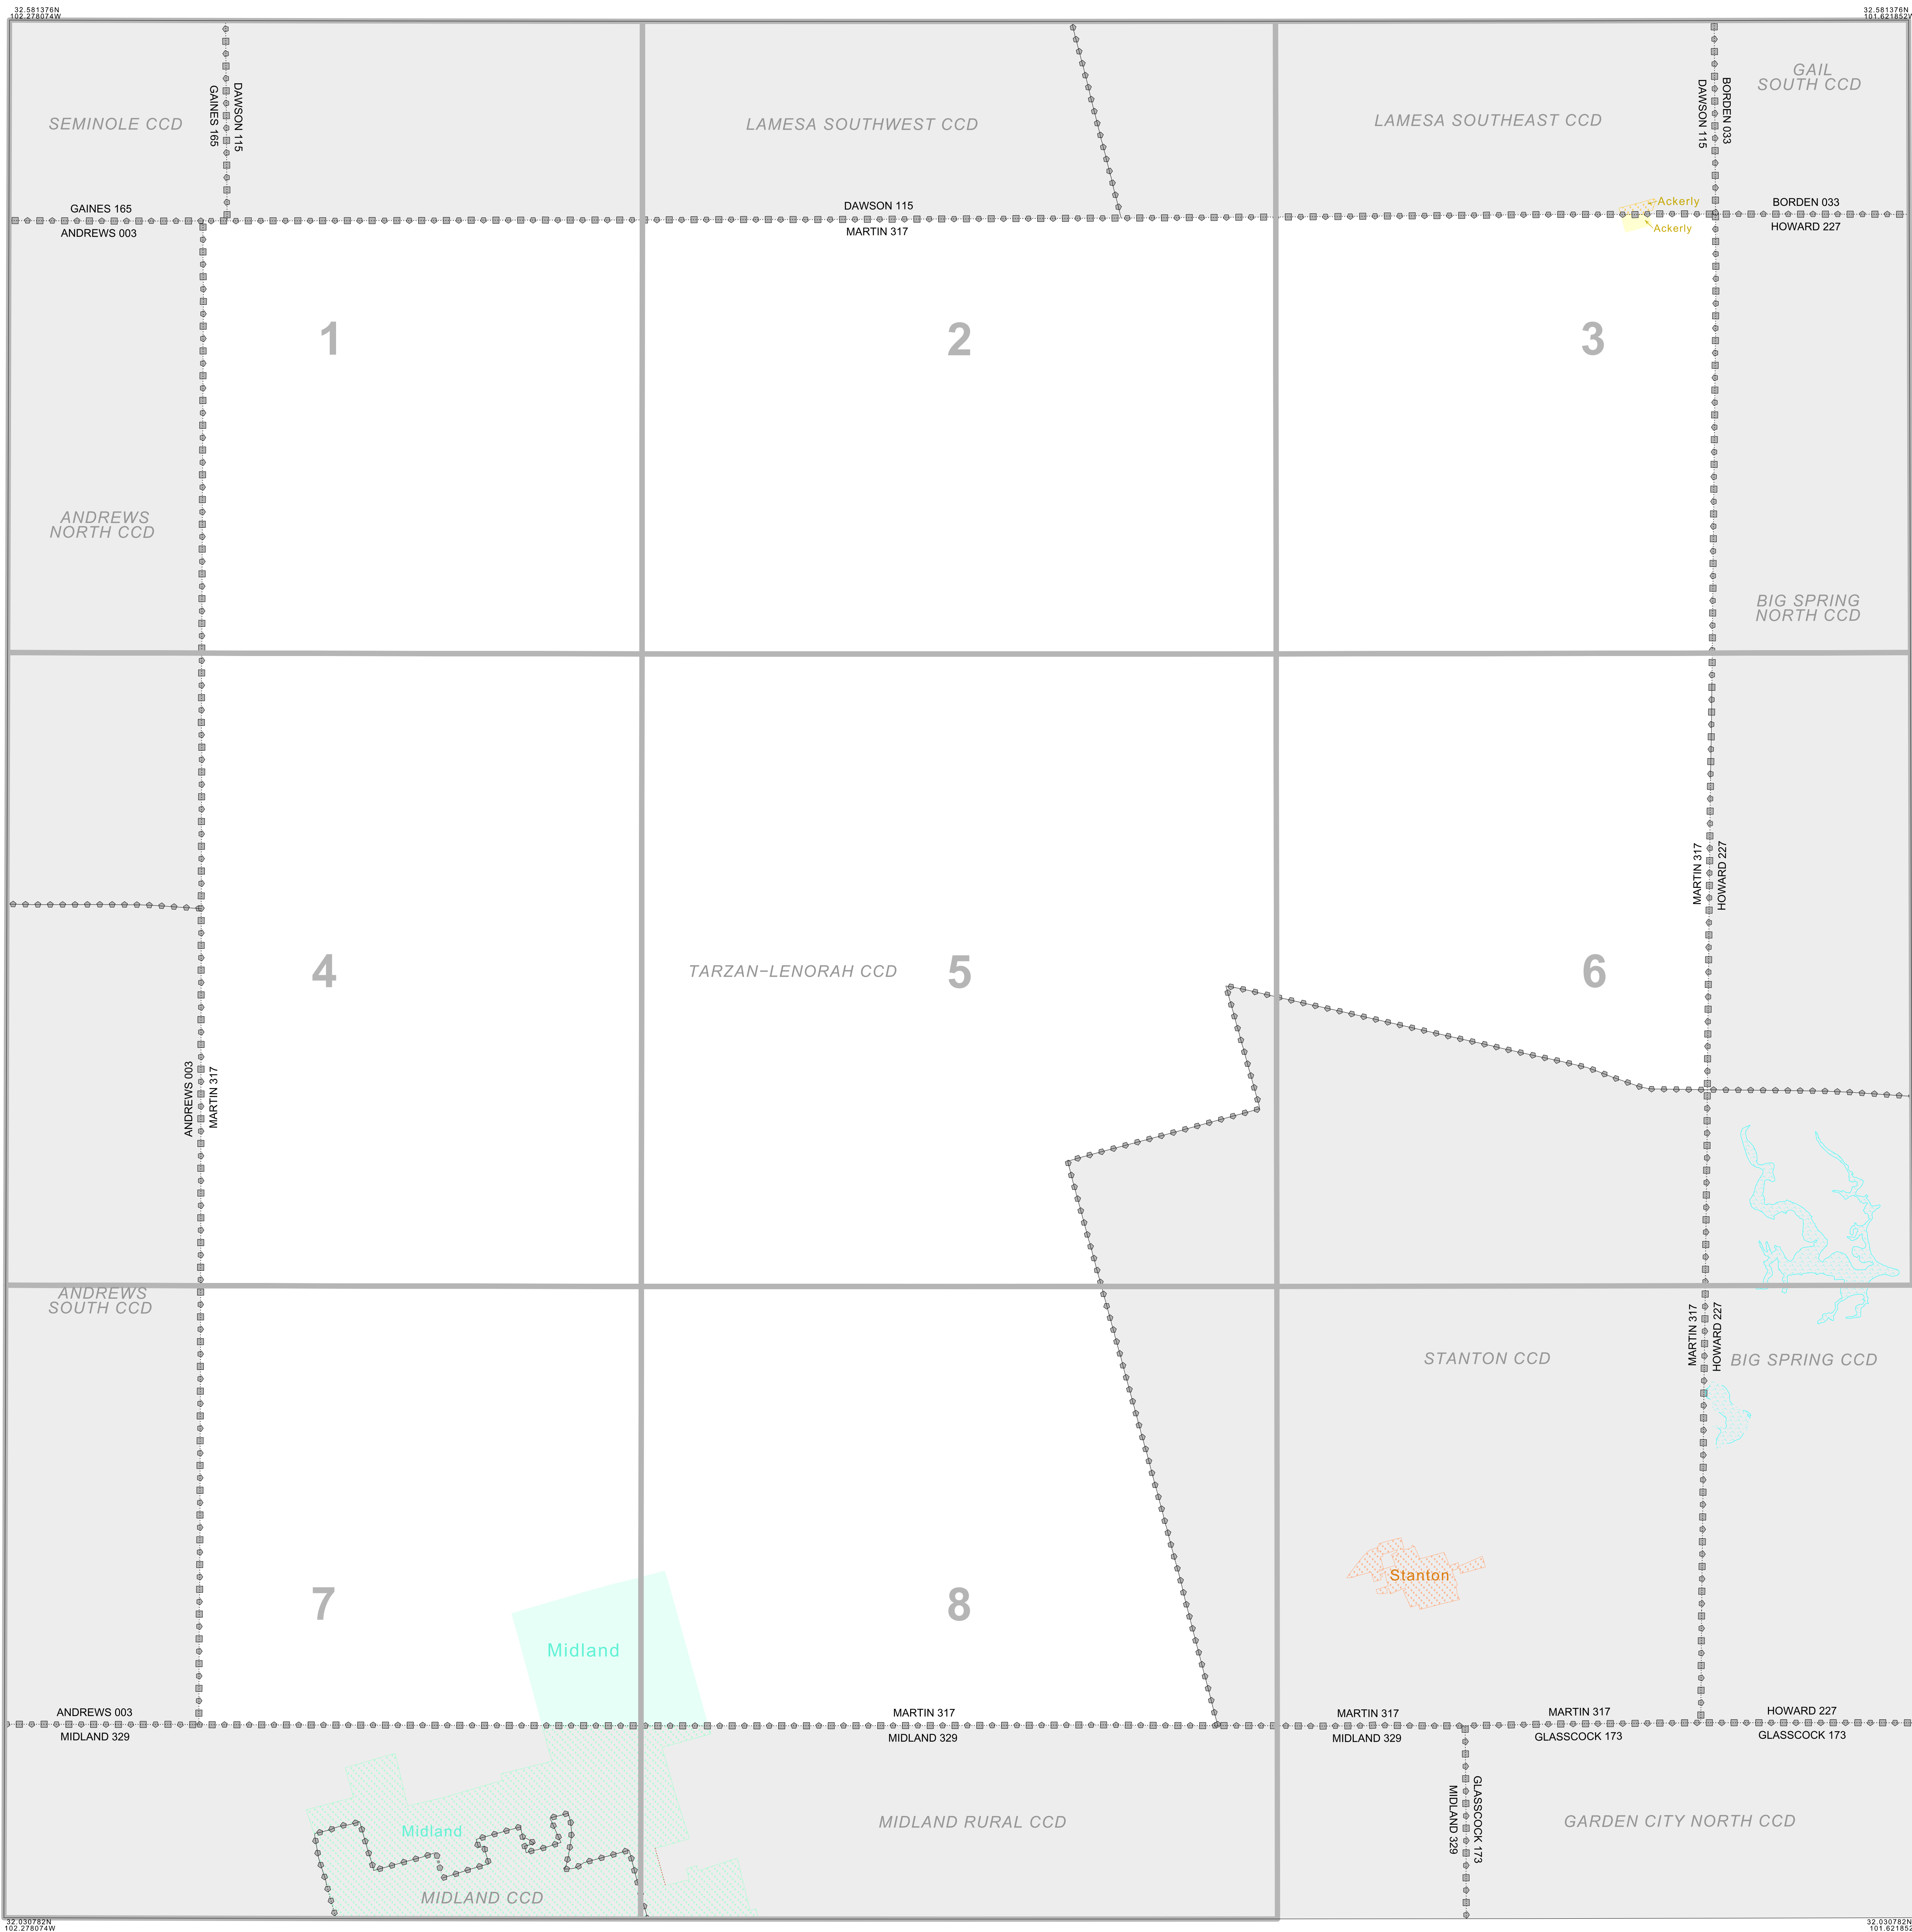 32.581376N
102.278074W
32.581376N
101.621852W
GAIL
SOUTH CCD
SEMINOLE CCD
GAINES 165
DAWSON 115
LAMESA SOUTHWEST CCD
LAMESA SOUTHEAST CCD
DAWSON 115
BORDEN 033
GAINES 165
ANDREWS 003
DAWSON 115
MARTIN 317
Ackerly
Ackerly
BORDEN 033
HOWARD 227
1
2
3
ANDREWS
NORTH CCD
BIG SPRING
NORTH CCD
MARTIN 317
HOWARD 227
4
TARZAN−LENORAH CCD
5
6
ANDREWS 003
MARTIN 317
ANDREWS
SOUTH CCD
MARTIN 317
HOWARD 227
STANTON CCD
BIG SPRING CCD
Stanton
7
8
Midland
ANDREWS 003
MIDLAND 329
MARTIN 317
MIDLAND 329
MARTIN 317
MIDLAND 329
MARTIN 317
GLASSCOCK 173
HOWARD 227
GLASSCOCK 173
MIDLAND 329
GLASSCOCK 173
Midland
MIDLAND RURAL CCD
GARDEN CITY NORTH CCD
MIDLAND CCD
32.030782N
102.278074W
32.030782N
101.621852